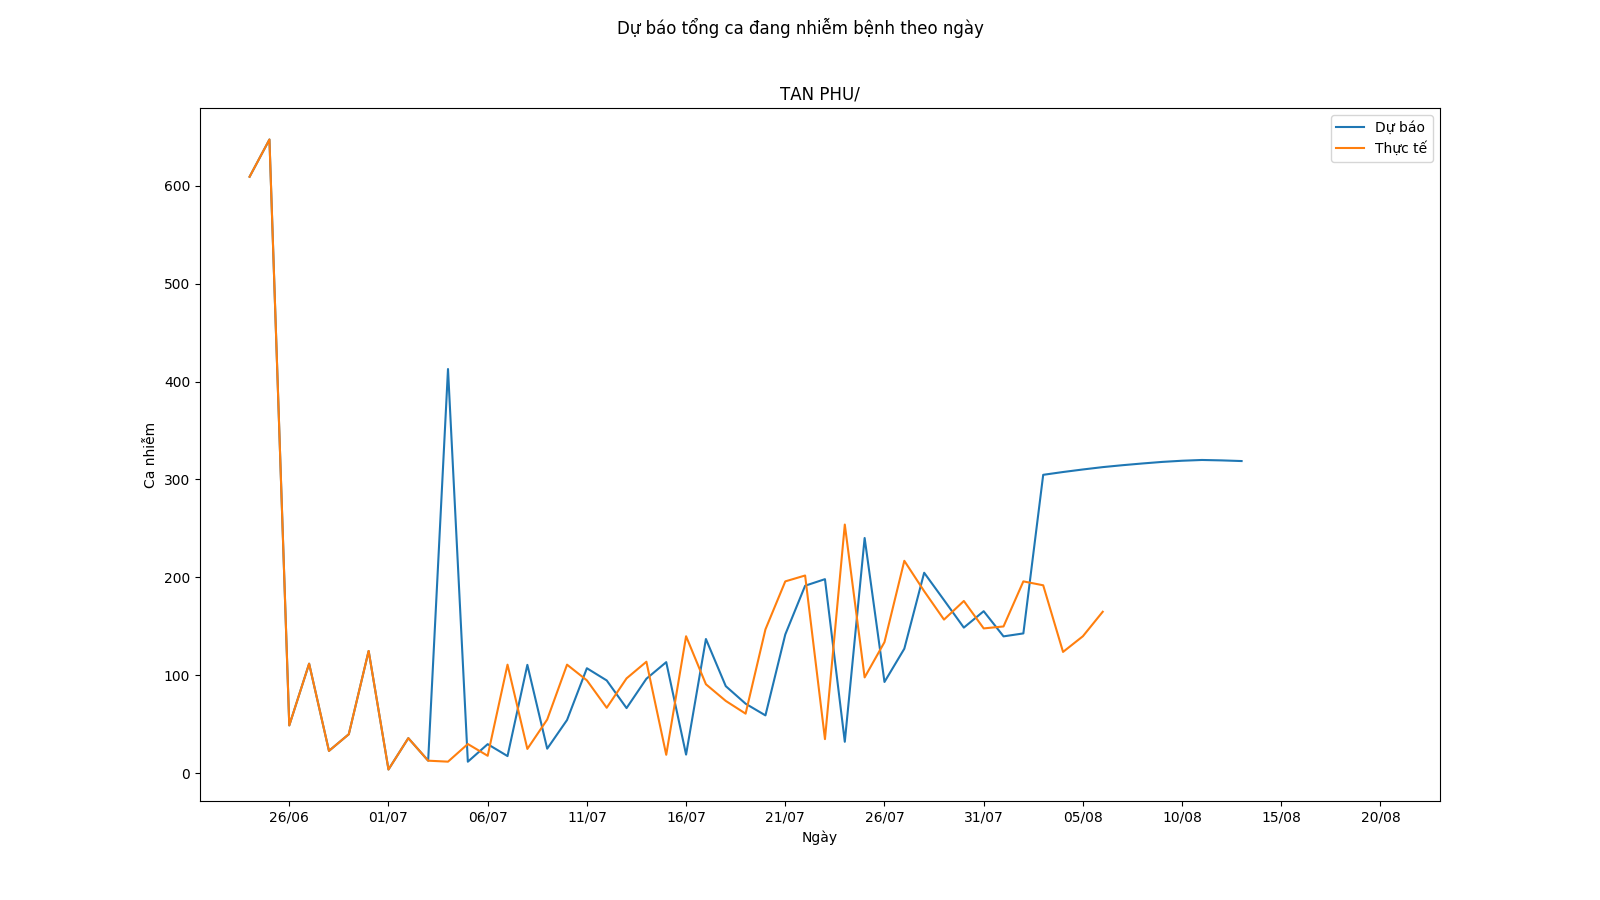 Dự báo tổng ca đang nhiễm bệnh theo ngày
TAN PHU/
Dự báo
Thực tế
600
500
400
300
200
100
0
Ca nhiễm
26/06 01/07 06/07 11/07 16/07 21/07 26/07 31/07 05/08 10/08 15/08 20/08
Ngày